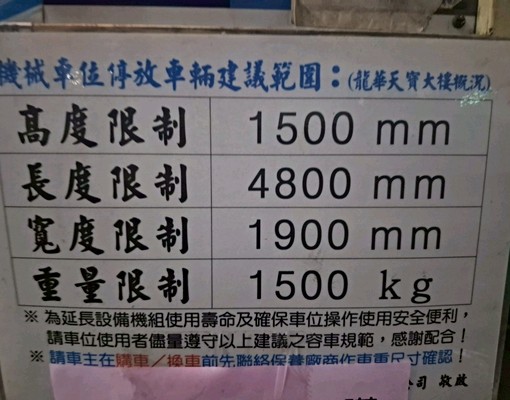 機械車位停放車輛建議範圍：(龍華天寶大樓概況)
高度限制 1500 mm
長度限制 4800 mm
寬度限制 1900 mm
重量限制 1500 kg
※ 為延長設備機組使用壽命及確保車位操作使用安全便利，
請車位使用者儘量遵守以上建議之容車規範，感謝配合！
※ 請車主在購車／換車前先聯絡保養廠商作車重尺寸確認！
公司 敬啟